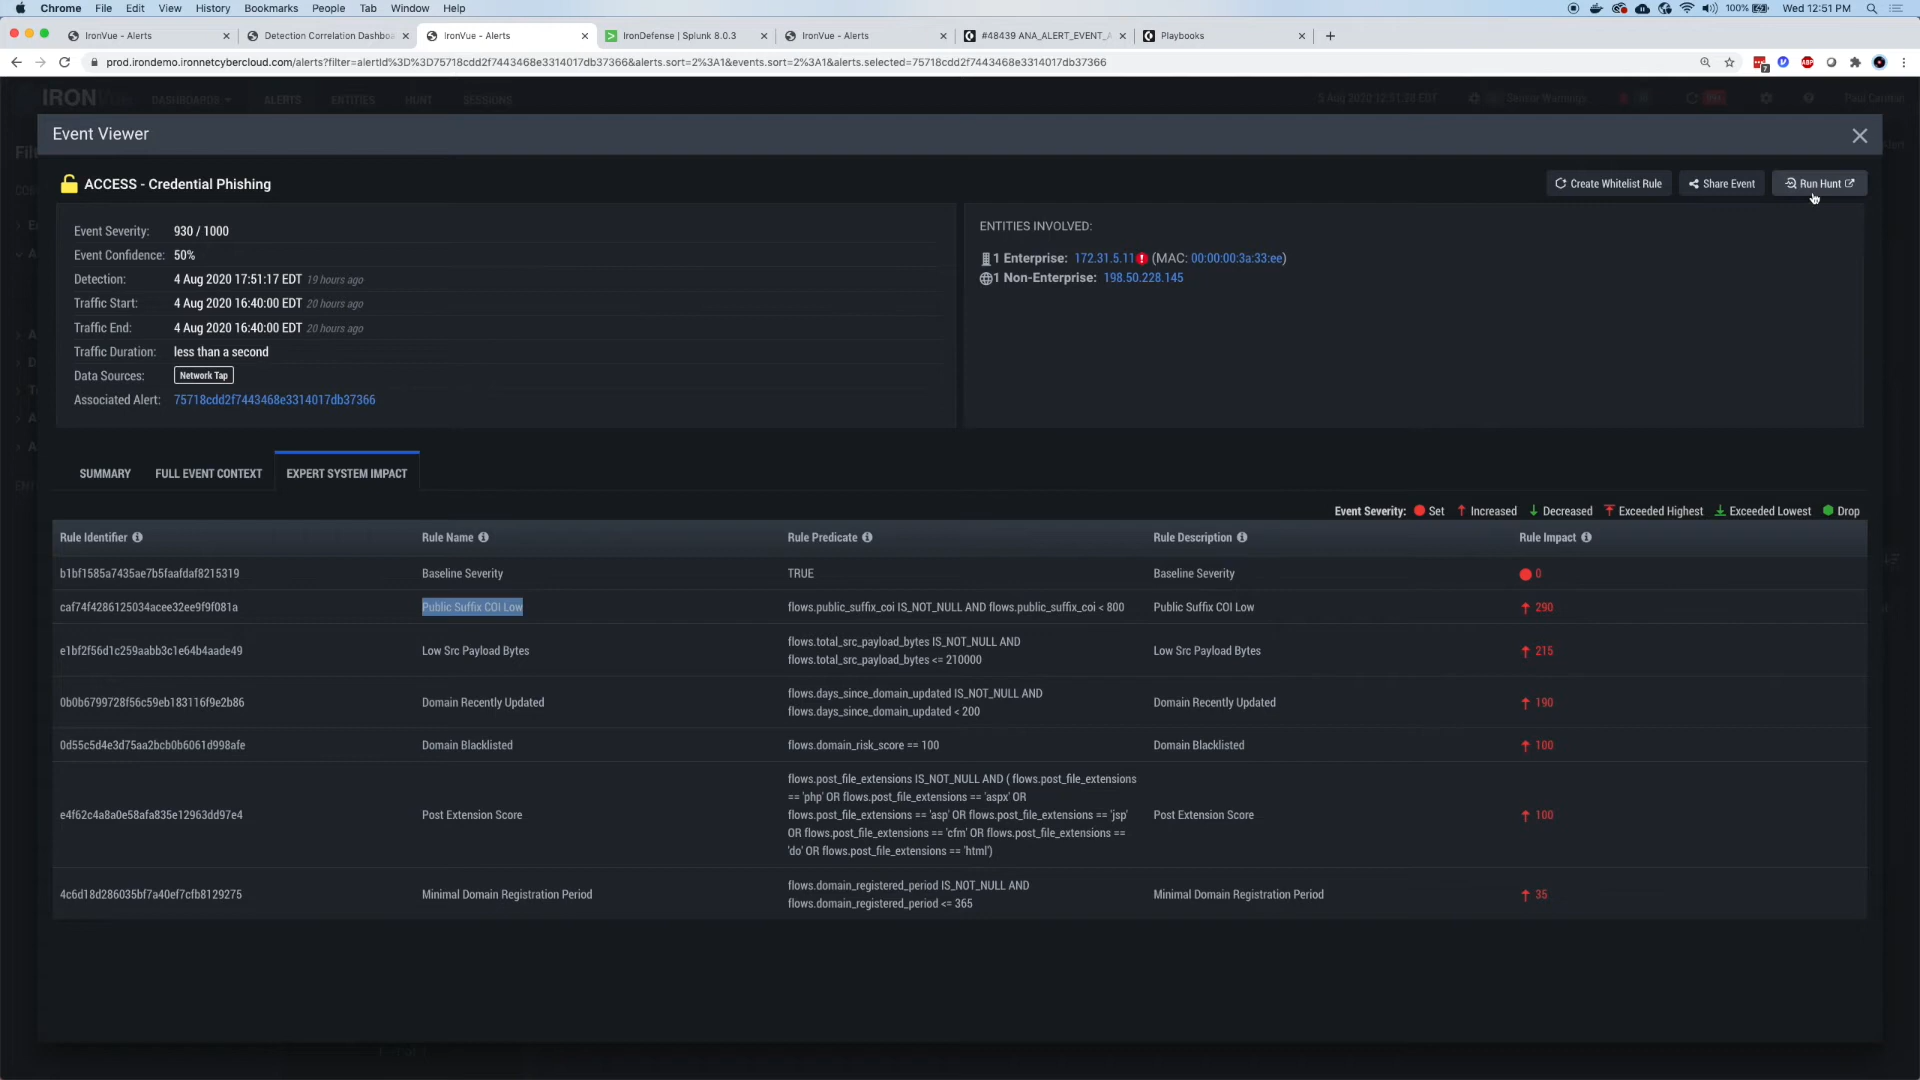 Chrome File Edit View History Bookmarks People Tab Window Help 100% Wed 12:51 PM
IronVue - Alerts Detection Correlation Dashboa IronVue - Alerts IronDefense | Splunk 8.0.3 IronVue - Alerts #48439 ANA_ALERT_EVENT_A Playbooks
prod.irondemo.ironnetcybercloud.com/alerts?filter=alertId%3D%3D75718cdd2f7443468e3314017db37366&alerts.sort=2%3A1&events.sort=2%3A1&alerts.selected=75718cdd2f7443468e3314017db37366
IRON DASHBOARDS ALERTS ENTITIES HUNT SESSIONS Sensor Warnings
Event Viewer
ACCESS - Credential Phishing
Create Whitelist Rule Share Event Run Hunt
Event Severity: 930 / 1000
Event Confidence: 50%
Detection: 4 Aug 2020 17:51:17 EDT 19 hours ago
Traffic Start: 4 Aug 2020 16:40:00 EDT 20 hours ago
Traffic End: 4 Aug 2020 16:40:00 EDT 20 hours ago
Traffic Duration: less than a second
Data Sources: Network Tap
Associated Alert: 75718cdd2f7443468e3314017db37366
ENTITIES INVOLVED:
1 Enterprise: 172.31.5.11 (MAC: 00:00:00:3a:33:ee)
1 Non-Enterprise: 198.50.228.145
SUMMARY FULL EVENT CONTEXT EXPERT SYSTEM IMPACT
Event Severity: Set Increased Decreased Exceeded Highest Exceeded Lowest Drop
Rule Identifier Rule Name Rule Predicate Rule Description Rule Impact
b1bf1585a7435ae7b5faafdaf8215319 Baseline Severity TRUE Baseline Severity 0
caf74f4286125034acee32ee9f9f081a Public Suffix COI Low flows.public_suffix_coi IS_NOT_NULL AND flows.public_suffix_coi < 800 Public Suffix COI Low 290
e1bf2f56d1c259aabb3c1e64b4aade49 Low Src Payload Bytes flows.total_src_payload_bytes IS_NOT_NULL AND
flows.total_src_payload_bytes <= 210000 Low Src Payload Bytes 215
0b0b6799728f56c59eb183116f9e2b86 Domain Recently Updated flows.days_since_domain_updated IS_NOT_NULL AND
flows.days_since_domain_updated < 200 Domain Recently Updated 190
0d55c5d4e3d75aa2bcb0b6061d998afe Domain Blacklisted flows.domain_risk_score == 100 Domain Blacklisted 100
e4f62c4a8a0e58afa835e12963dd97e4 Post Extension Score flows.post_file_extensions IS_NOT_NULL AND ( flows.post_file_extensions
== 'php' OR flows.post_file_extensions == 'aspx' OR
flows.post_file_extensions == 'asp' OR flows.post_file_extensions == 'jsp'
OR flows.post_file_extensions == 'cfm' OR flows.post_file_extensions ==
'do' OR flows.post_file_extensions == 'html') Post Extension Score 100
4c6d18d286035bf7a40ef7cfb8129275 Minimal Domain Registration Period flows.domain_registered_period IS_NOT_NULL AND
flows.domain_registered_period <= 365 Minimal Domain Registration Period 35